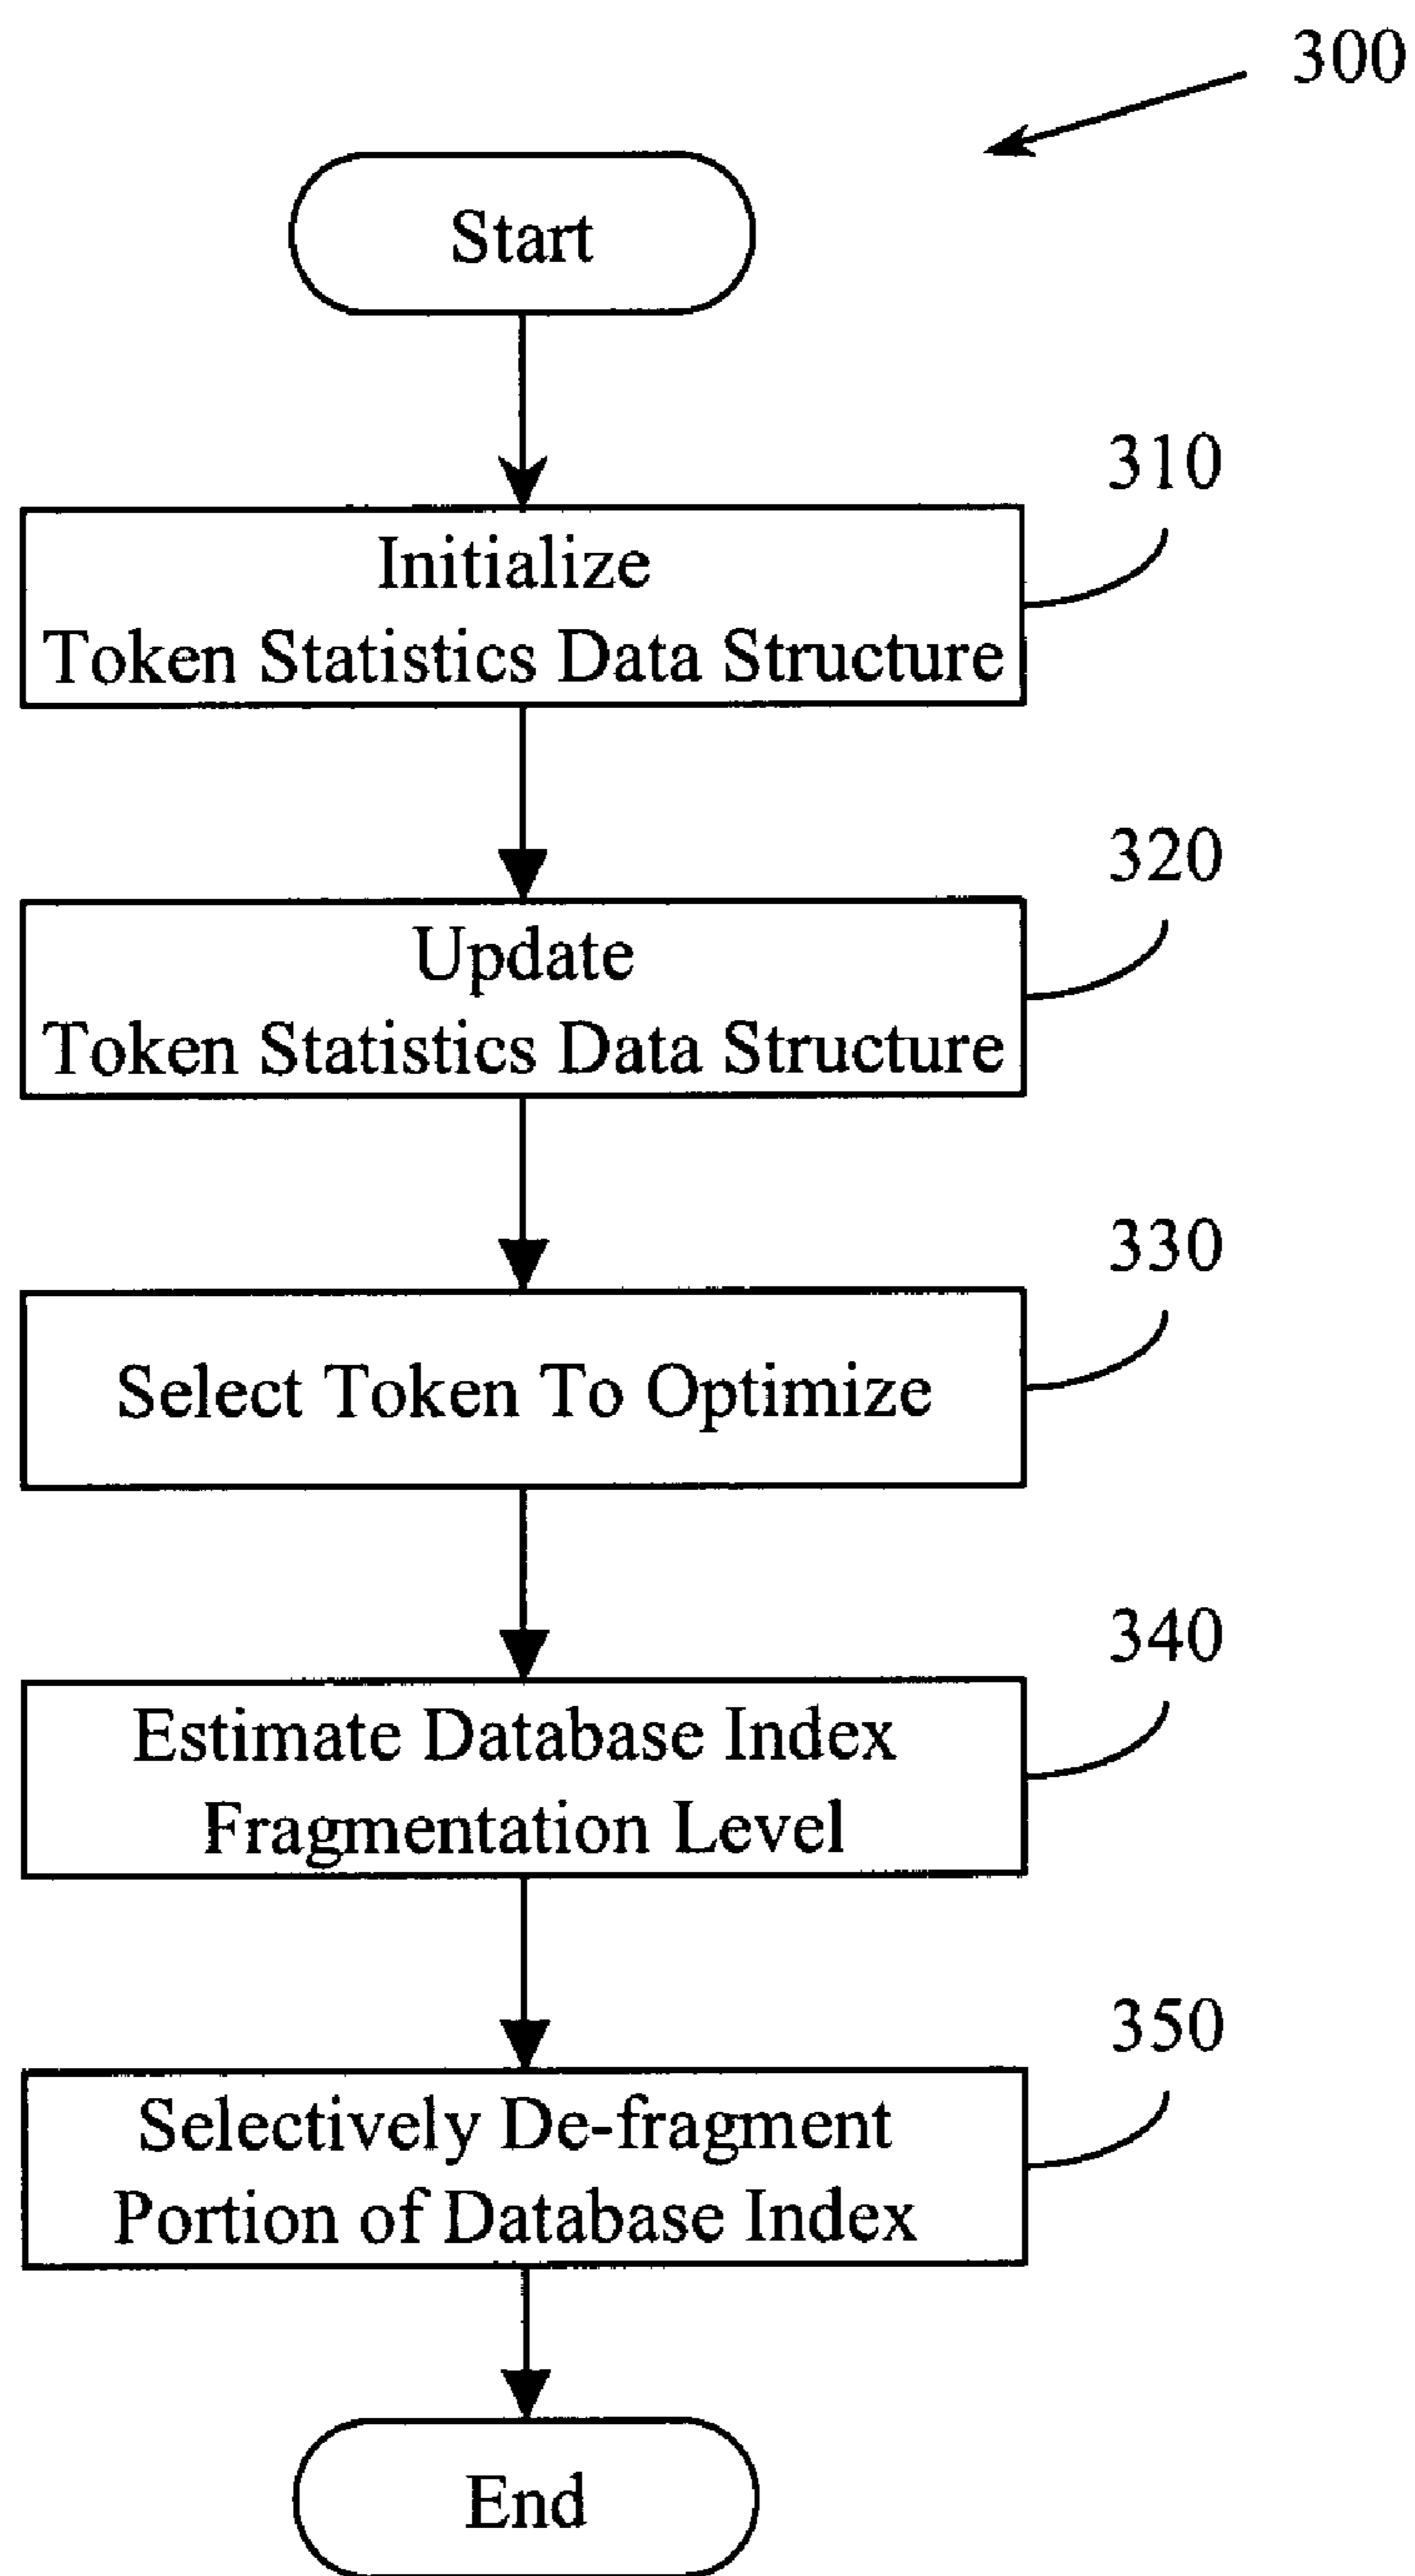 300
Start
310
Initialize
Token Statistics Data Structure
320
Update
Token Statistics Data Structure
330
Select Token To Optimize
340
Estimate Database Index
Fragmentation Level
350
Selectively De-fragment
Portion of Database Index
End